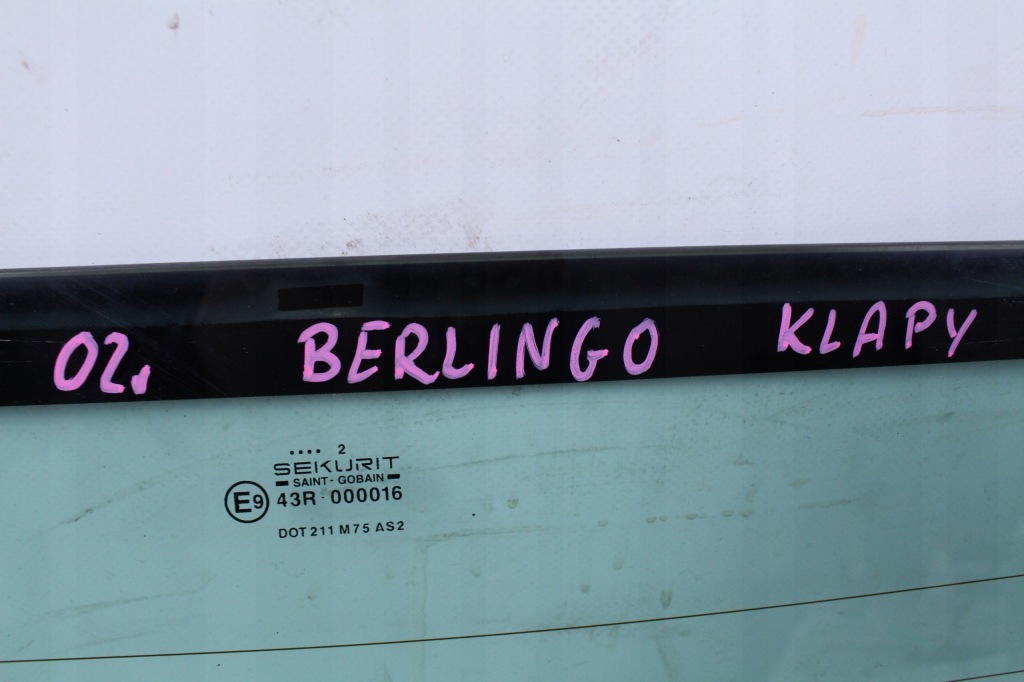 02. BERLINGO KLAPY
.... 2
SEKURIT
SAINT-GOBAIN
E9 43R-000016
DOT 211 M75 AS2